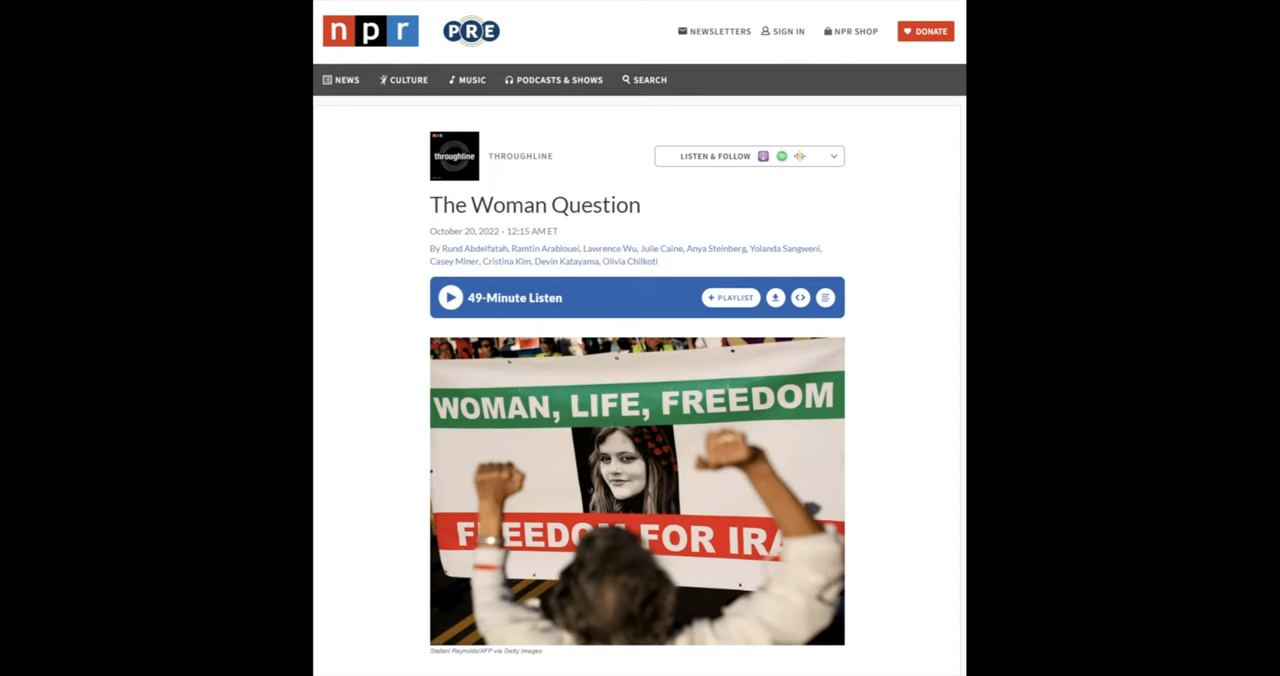 npr PRE NEWSLETTERS SIGN IN NPR SHOP DONATE
NEWS CULTURE MUSIC PODCASTS & SHOWS SEARCH
throughline THROUGHLINE LISTEN & FOLLOW
The Woman Question
October 20, 2022 · 12:15 AM ET
By Rund Abdelfatah, Ramtin Arablouei, Lawrence Wu, Julie Caine, Anya Steinberg, Yolanda Sangweni,
Casey Miner, Cristina Kim, Devin Katayama, Olivia Chilkoti
49-Minute Listen + PLAYLIST
WOMAN, LIFE, FREEDOM
FREEDOM FOR IRA
Stefani Reynolds/AFP via Getty Images